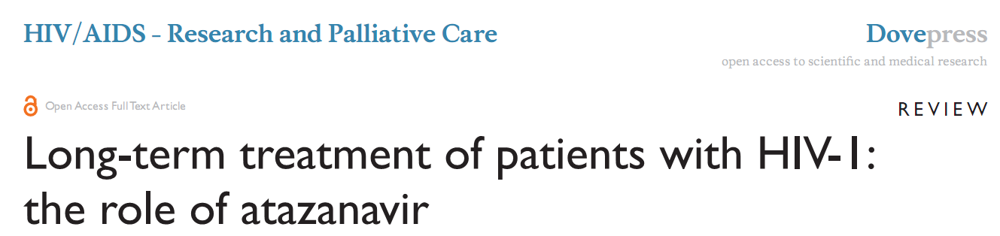 HIV/AIDS - Research and Palliative Care
Dovepress
open access to scientific and medical research
Open Access Full Text Article
REVIEW
Long-term treatment of patients with HIV-1:
the role of atazanavir